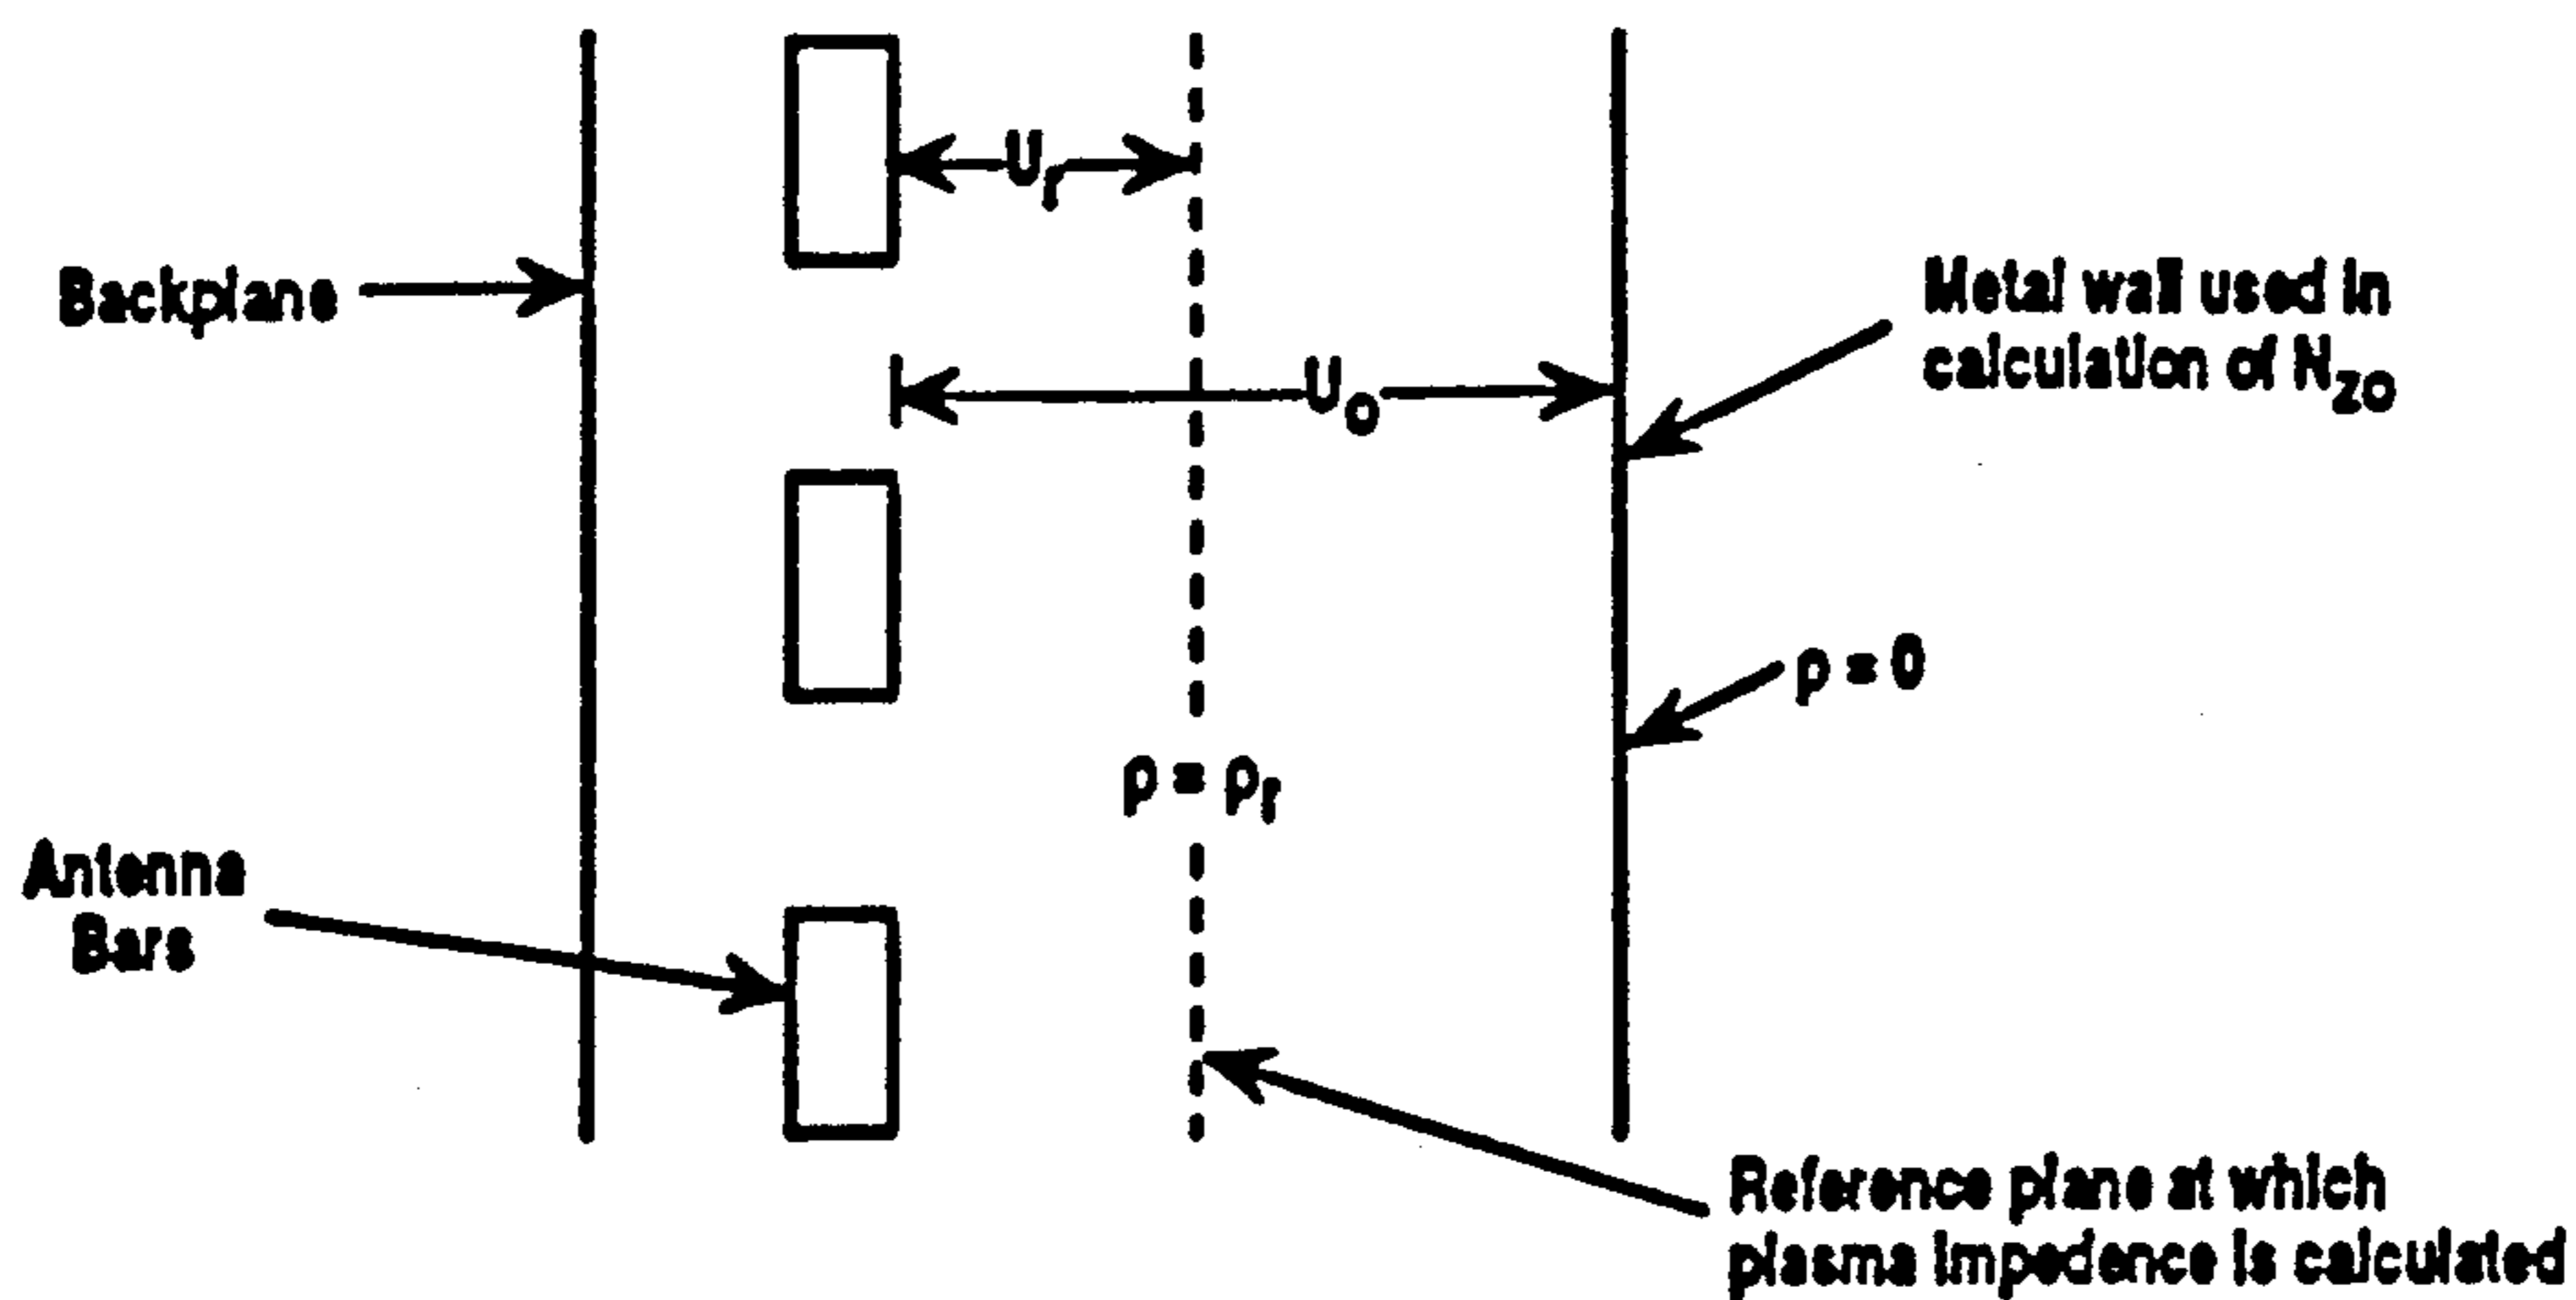 U_r
Backplane
Metal wall used in
calculation of N_zo
U_o
ρ = 0
ρ = ρ_r
Antenna
Bars
Reference plane at which
plasma impedence is calculated